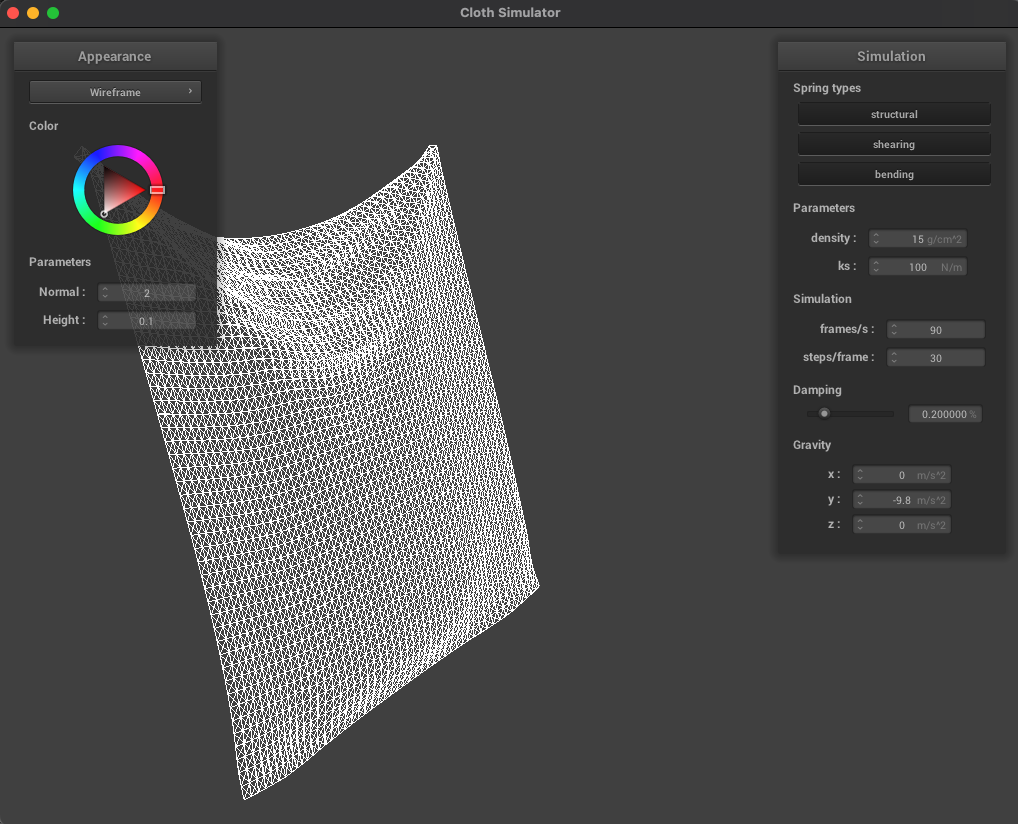 Cloth Simulator
Appearance
Wireframe
Color
Parameters
Normal : 2
Height : 0.1
Simulation
Spring types
structural
shearing
bending
Parameters
density : 15 g/cm^2
ks : 100 N/m
Simulation
frames/s : 90
steps/frame : 30
Damping
0.200000 %
Gravity
x : 0 m/s^2
y : -9.8 m/s^2
z : 0 m/s^2